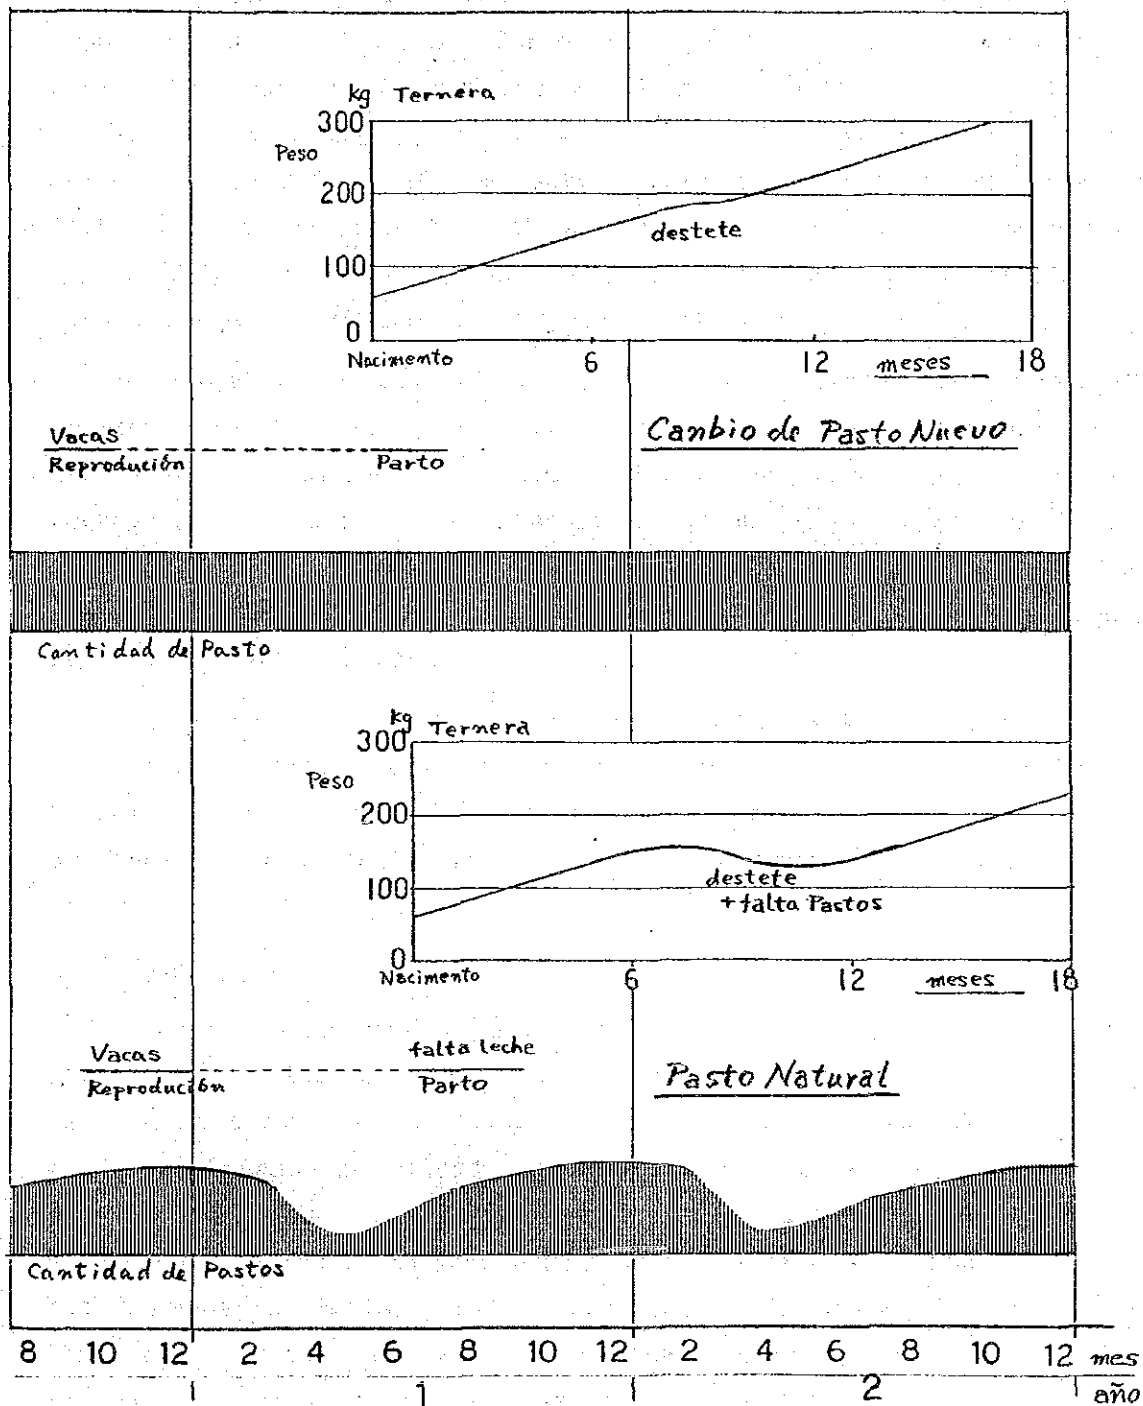 kg Ternera
300
Peso
200
destete
100
0
Nacimento 6 12 meses 18
Vacas
Reprodución Parto
Canbio de Pasto Nuevo
Cantidad de Pasto
kg Ternera
300
Peso
200
100
destete
+falta Pastos
0
Nacimento 6 12 meses 18
Vacas falta leche
Reprodución Parto
Pasto Natural
Cantidad de Pastos
8 10 12 2 4 6 8 10 12 2 4 6 8 10 12 mes
1 2 año